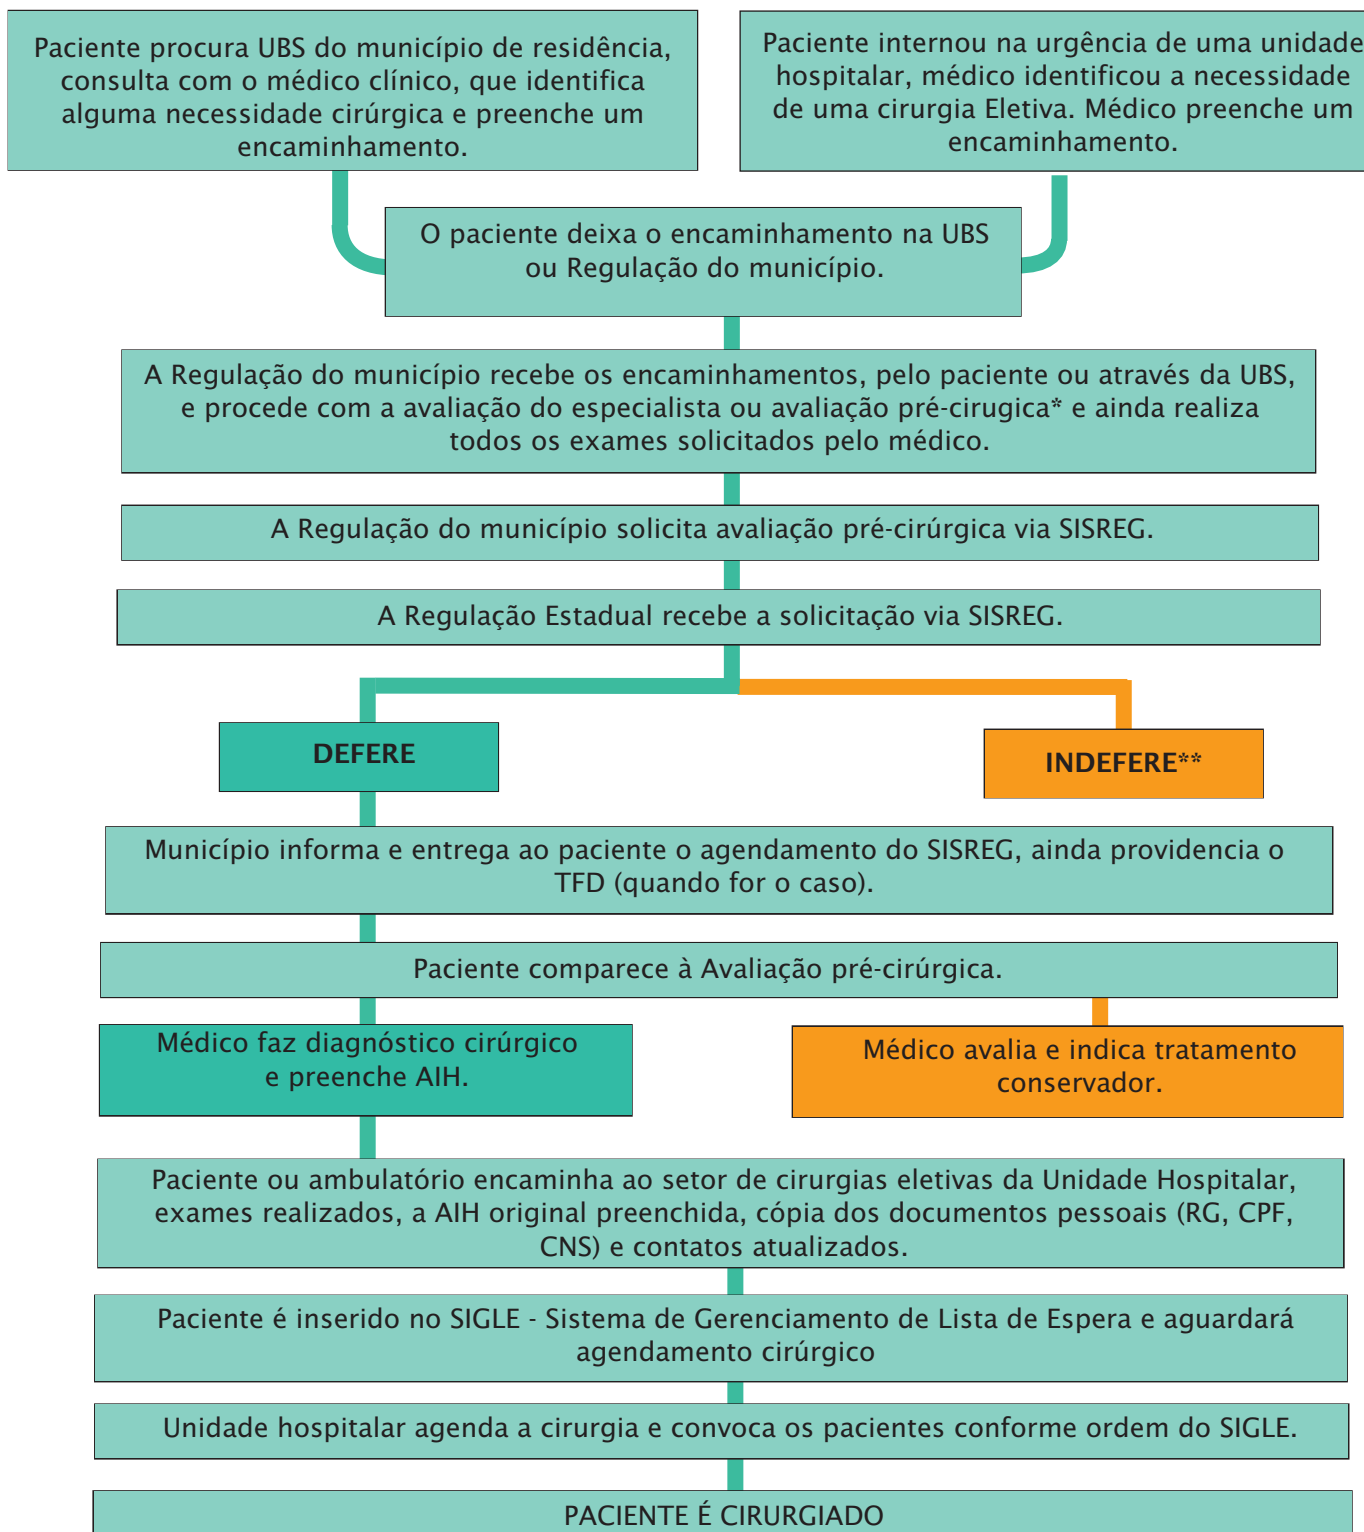 Paciente procura UBS do município de residência,
consulta com o médico clínico, que identifica
alguma necessidade cirúrgica e preenche um
encaminhamento.
Paciente internou na urgência de uma unidade
hospitalar, médico identificou a necessidade
de uma cirurgia Eletiva. Médico preenche um
encaminhamento.
O paciente deixa o encaminhamento na UBS
ou Regulação do município.
A Regulação do município recebe os encaminhamentos, pelo paciente ou através da UBS,
e procede com a avaliação do especialista ou avaliação pré-cirugica* e ainda realiza
todos os exames solicitados pelo médico.
A Regulação do município solicita avaliação pré-cirúrgica via SISREG.
A Regulação Estadual recebe a solicitação via SISREG.
DEFERE
INDEFERE**
Município informa e entrega ao paciente o agendamento do SISREG, ainda providencia o
TFD (quando for o caso).
Paciente comparece à Avaliação pré-cirúrgica.
Médico faz diagnóstico cirúrgico
e preenche AIH.
Médico avalia e indica tratamento
conservador.
Paciente ou ambulatório encaminha ao setor de cirurgias eletivas da Unidade Hospitalar,
exames realizados, a AIH original preenchida, cópia dos documentos pessoais (RG, CPF,
CNS) e contatos atualizados.
Paciente é inserido no SIGLE - Sistema de Gerenciamento de Lista de Espera e aguardará
agendamento cirúrgico
Unidade hospitalar agenda a cirurgia e convoca os pacientes conforme ordem do SIGLE.
PACIENTE É CIRURGIADO